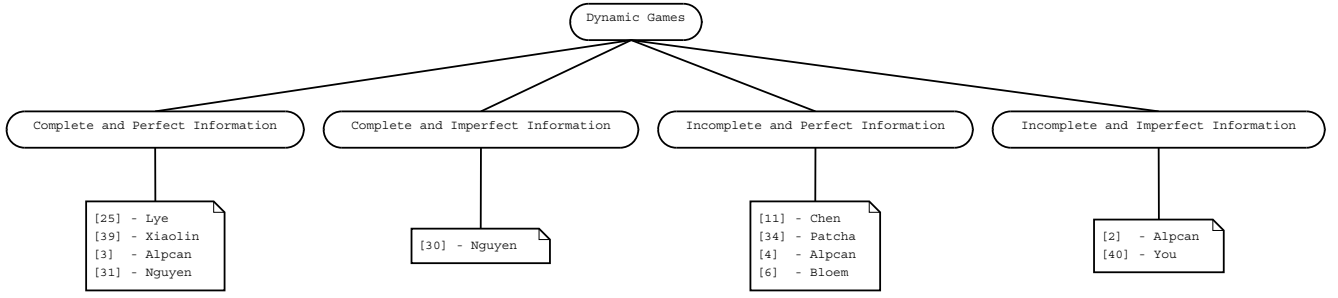 Dynamic Games
Complete and Perfect Information
Complete and Imperfect Information
Incomplete and Perfect Information
Incomplete and Imperfect Information
[25] - Lye
[39] - Xiaolin
[3]  - Alpcan
[31] - Nguyen
[30] - Nguyen
[11] - Chen
[34] - Patcha
[4]  - Alpcan
[6]  - Bloem
[2]  - Alpcan
[40] - You